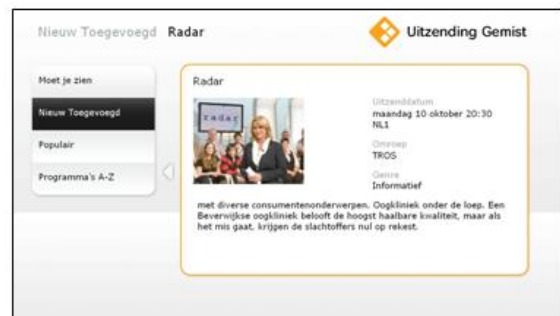 Nieuw Toegevoegd Radar
Uitzending Gemist
Moet je zien
Nieuw Toegevoegd
Populair
Programma's A-Z
Radar
radar
Uitzenddatum
maandag 10 oktober 20:30
NL1
Omroep
TROS
Genre
Informatief
met diverse consumentenonderwerpen. Oogkliniek onder de loep. Een
Beverwijkse oogkliniek belooft de hoogst haalbare kwaliteit, maar als
het mis gaat, krijgen de slachtoffers nul op rekest.